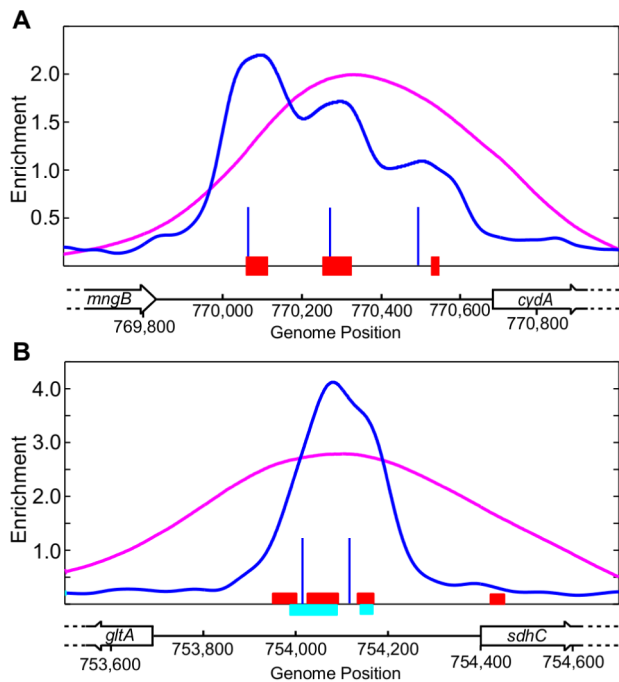 A
Enrichment
2.0
1.5
1.0
0.5
mngB
cydA
769,800
770,000
770,200
770,400
770,600
770,800
Genome Position
B
Enrichment
4.0
3.0
2.0
1.0
gltA
sdhC
753,600
753,800
754,000
754,200
754,400
754,600
Genome Position